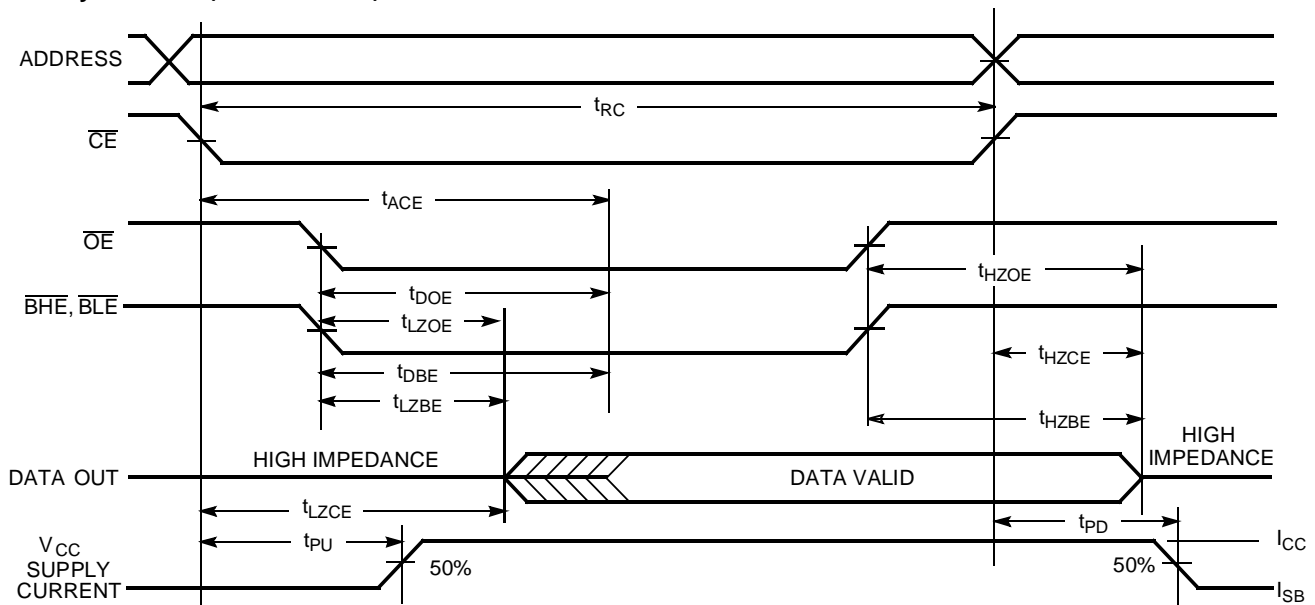 ADDRESS
tRC
CE
tACE
OE
tHZOE
tDOE
BHE, BLE
tLZOE
tHZCE
tDBE
tLZBE
tHZBE
HIGH IMPEDANCE
HIGH
IMPEDANCE
DATA OUT
DATA VALID
tLZCE
tPD
tPU
VCC
SUPPLY
CURRENT
50%
50%
ICC
ISB